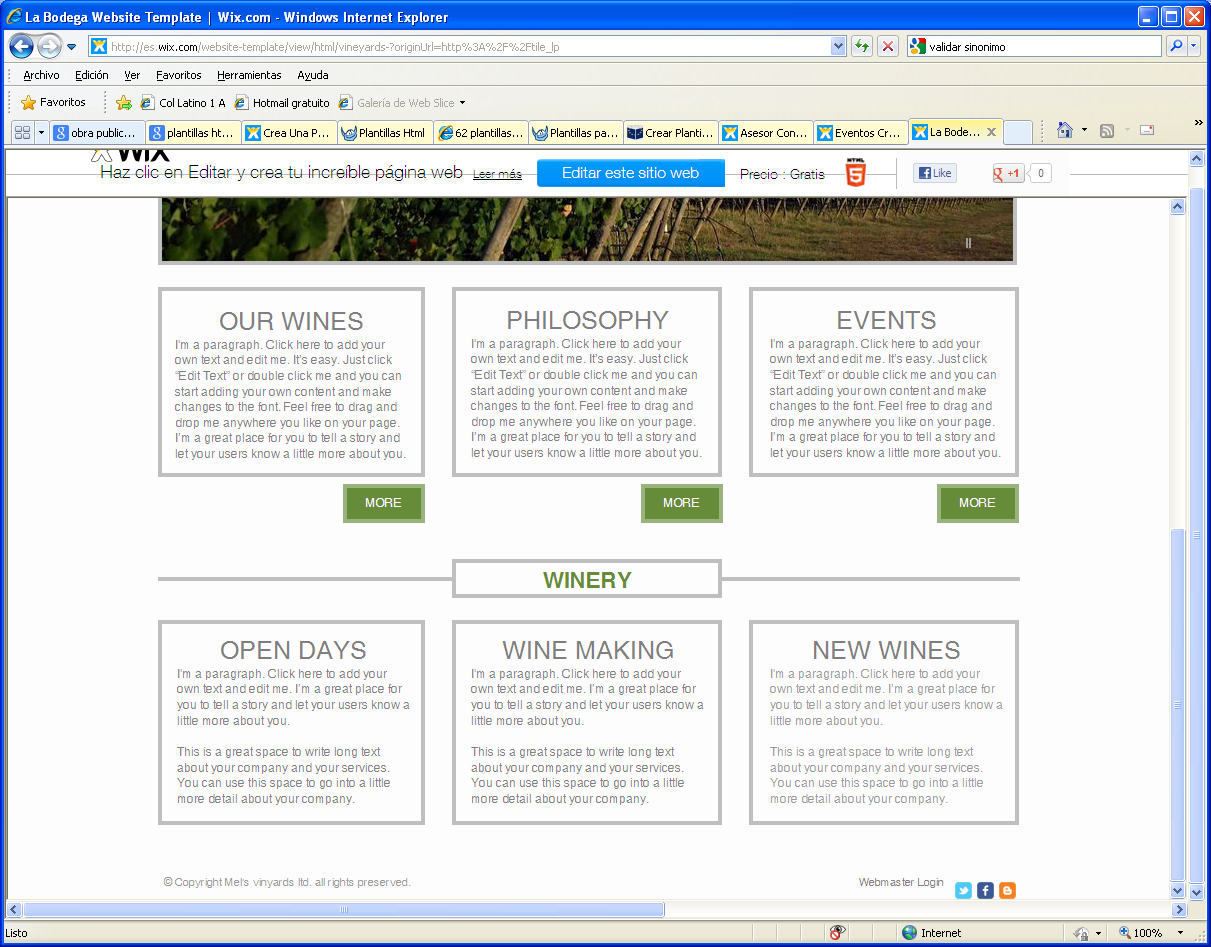 La Bodega Website Template | Wix.com - Windows Internet Explorer
http://es.wix.com/website-template/view/html/vineyards-?originUrl=http%3A%2F%2Ftile_lp
validar sinonimo
Archivo Edición Ver Favoritos Herramientas Ayuda
Favoritos Col Latino 1 A Hotmail gratuito Galería de Web Slice
obra public... plantillas ht... Crea Una P... Plantillas Html 62 plantillas... Plantillas pa... Crear Planti... Asesor Con... Eventos Cr... La Bode...
WIX
Haz clic en Editar y crea tu increíble página web Leer más Editar este sitio web Precio : Gratis HTML 5 Like +1 0
OUR WINES
I'm a paragraph. Click here to add your
own text and edit me. It's easy. Just click
“Edit Text” or double click me and you can
start adding your own content and make
changes to the font. Feel free to drag and
drop me anywhere you like on your page.
I'm a great place for you to tell a story and
let your users know a little more about you.
MORE
PHILOSOPHY
I'm a paragraph. Click here to add your
own text and edit me. It's easy. Just click
“Edit Text” or double click me and you can
start adding your own content and make
changes to the font. Feel free to drag and
drop me anywhere you like on your page.
I'm a great place for you to tell a story and
let your users know a little more about you.
MORE
EVENTS
I'm a paragraph. Click here to add your
own text and edit me. It's easy. Just click
“Edit Text” or double click me and you can
start adding your own content and make
changes to the font. Feel free to drag and
drop me anywhere you like on your page.
I'm a great place for you to tell a story and
let your users know a little more about you.
MORE
WINERY
OPEN DAYS
I'm a paragraph. Click here to add your
own text and edit me. I'm a great place for
you to tell a story and let your users know a
little more about you.
This is a great space to write long text
about your company and your services.
You can use this space to go into a little
more detail about your company.
WINE MAKING
I'm a paragraph. Click here to add your
own text and edit me. I'm a great place for
you to tell a story and let your users know a
little more about you.
This is a great space to write long text
about your company and your services.
You can use this space to go into a little
more detail about your company.
NEW WINES
I'm a paragraph. Click here to add your
own text and edit me. I'm a great place for
you to tell a story and let your users know a
little more about you.
This is a great space to write long text
about your company and your services.
You can use this space to go into a little
more detail about your company.
© Copyright Mel's vinyards ltd. all rights preserved.
Webmaster Login
Listo Internet 100%